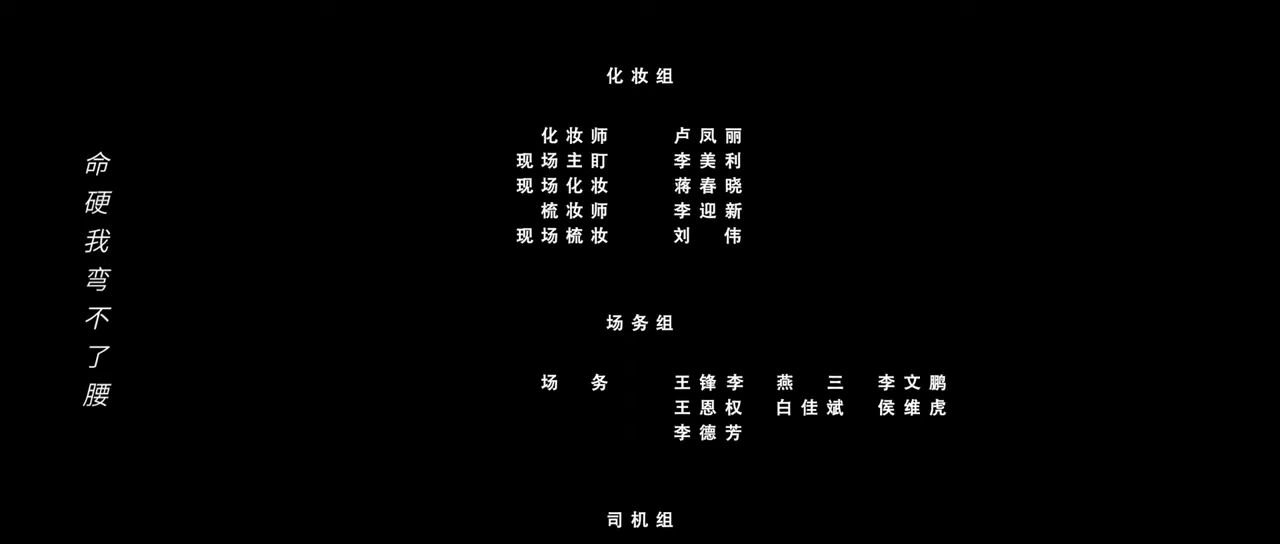 命硬我弯不了腰
化妆组
化妆师 卢凤丽
现场主盯 李美利
现场化妆 蒋春晓
梳妆师 李迎新
现场梳妆 刘伟
场务组
场务 王锋李 燕三 李文鹏
王恩权 白佳斌 侯维虎
李德芳
司机组